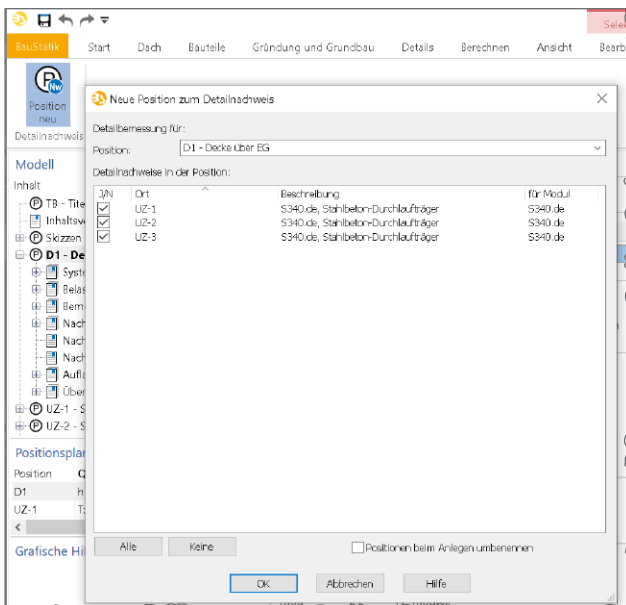 Sele
BauStatik Start Dach Bauteile Gründung und Grundbau Details Berechnen Ansicht Bearb
Position
neu
Detailnachweis
Neue Position zum Detailnachweis
Detailbemessung für:
Position: D1 - Decke über EG
Detailnachweise in der Position:
J/N Ort Beschreibung für Modul
UZ-1 S340.de, Stahlbeton-Durchlaufträger S340.de
UZ-2 S340.de, Stahlbeton-Durchlaufträger S340.de
UZ-3 S340.de, Stahlbeton-Durchlaufträger S340.de
Alle Keine Positionen beim Anlegen umbenennen
OK Abbrechen Hilfe
Modell
Inhalt
TB - Tite
Inhaltsv
Skizzen
D1 - De
Syste
Belas
Bem
Nach
Nach
Nach
Aufla
Über
UZ-1 - S
UZ-2 - S
Positionsplan
Position Q
D1 h
UZ-1 T:
Grafische Hi